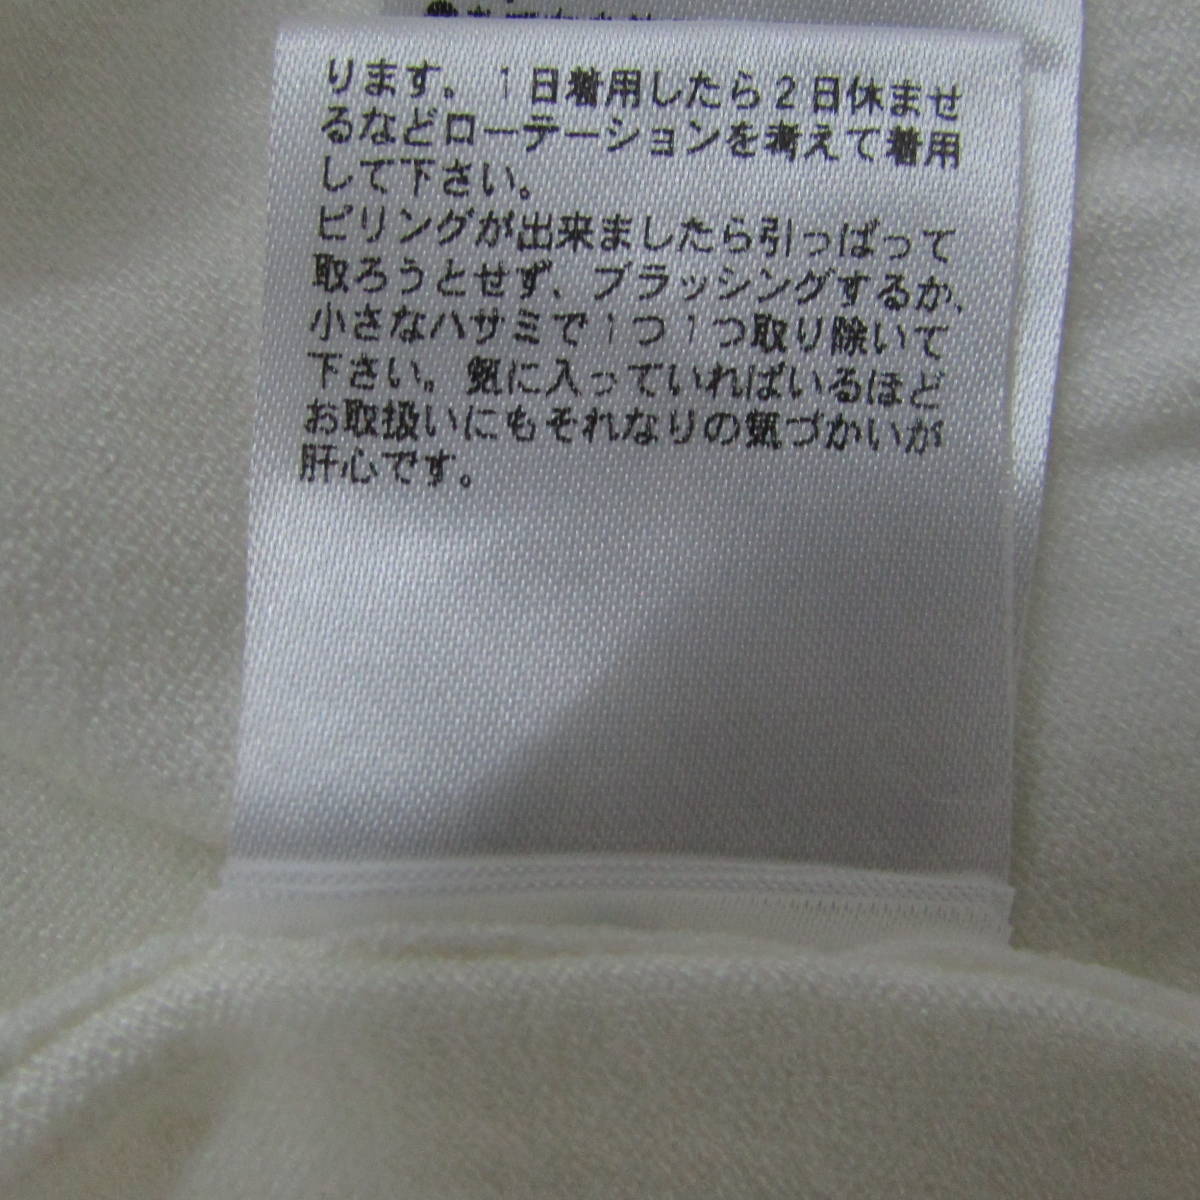 ります。1日着用したら2日休ませ
るなどローテーションを考えて着用
して下さい。
ピリングが出来ましたら引っぱって
取ろうとせず、ブラッシングするか、
小さなハサミで1つ1つ取り除いて
下さい。気に入っていればいるほど
お取扱いにもそれなりの気づかいが
肝心です。